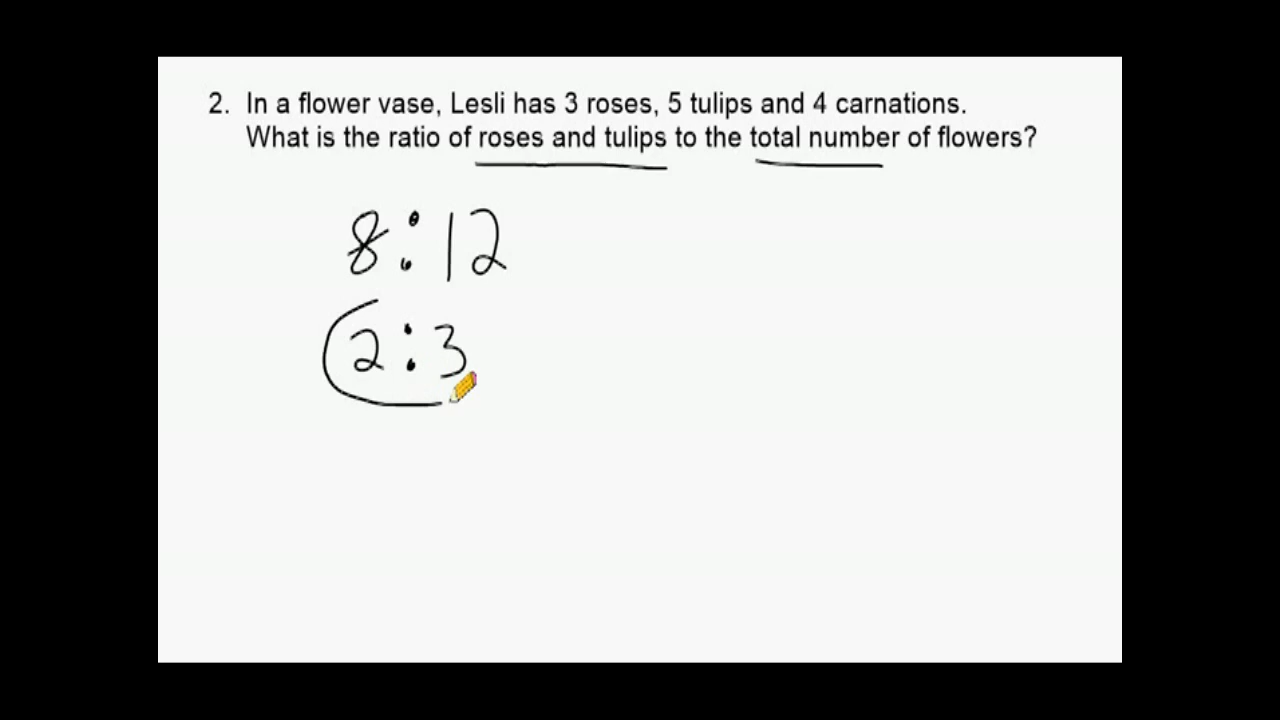 2. In a flower vase, Lesli has 3 roses, 5 tulips and 4 carnations.
What is the ratio of roses and tulips to the total number of flowers?
8:12
2:3